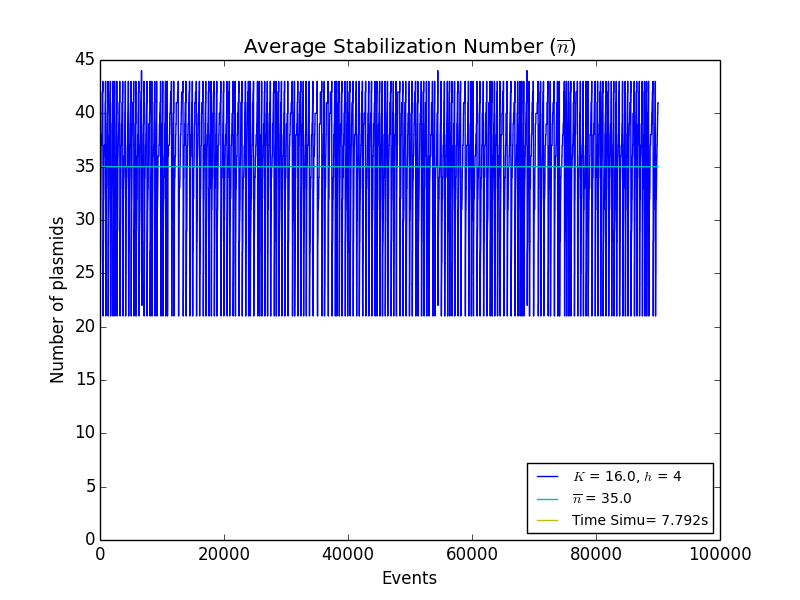 Average Stabilization Number (n̅)
45
40
35
30
25
20
15
10
5
0
Number of plasmids
0 20000 40000 60000 80000 100000
Events
K = 16.0, h = 4
n̅ = 35.0
Time Simu= 7.792s